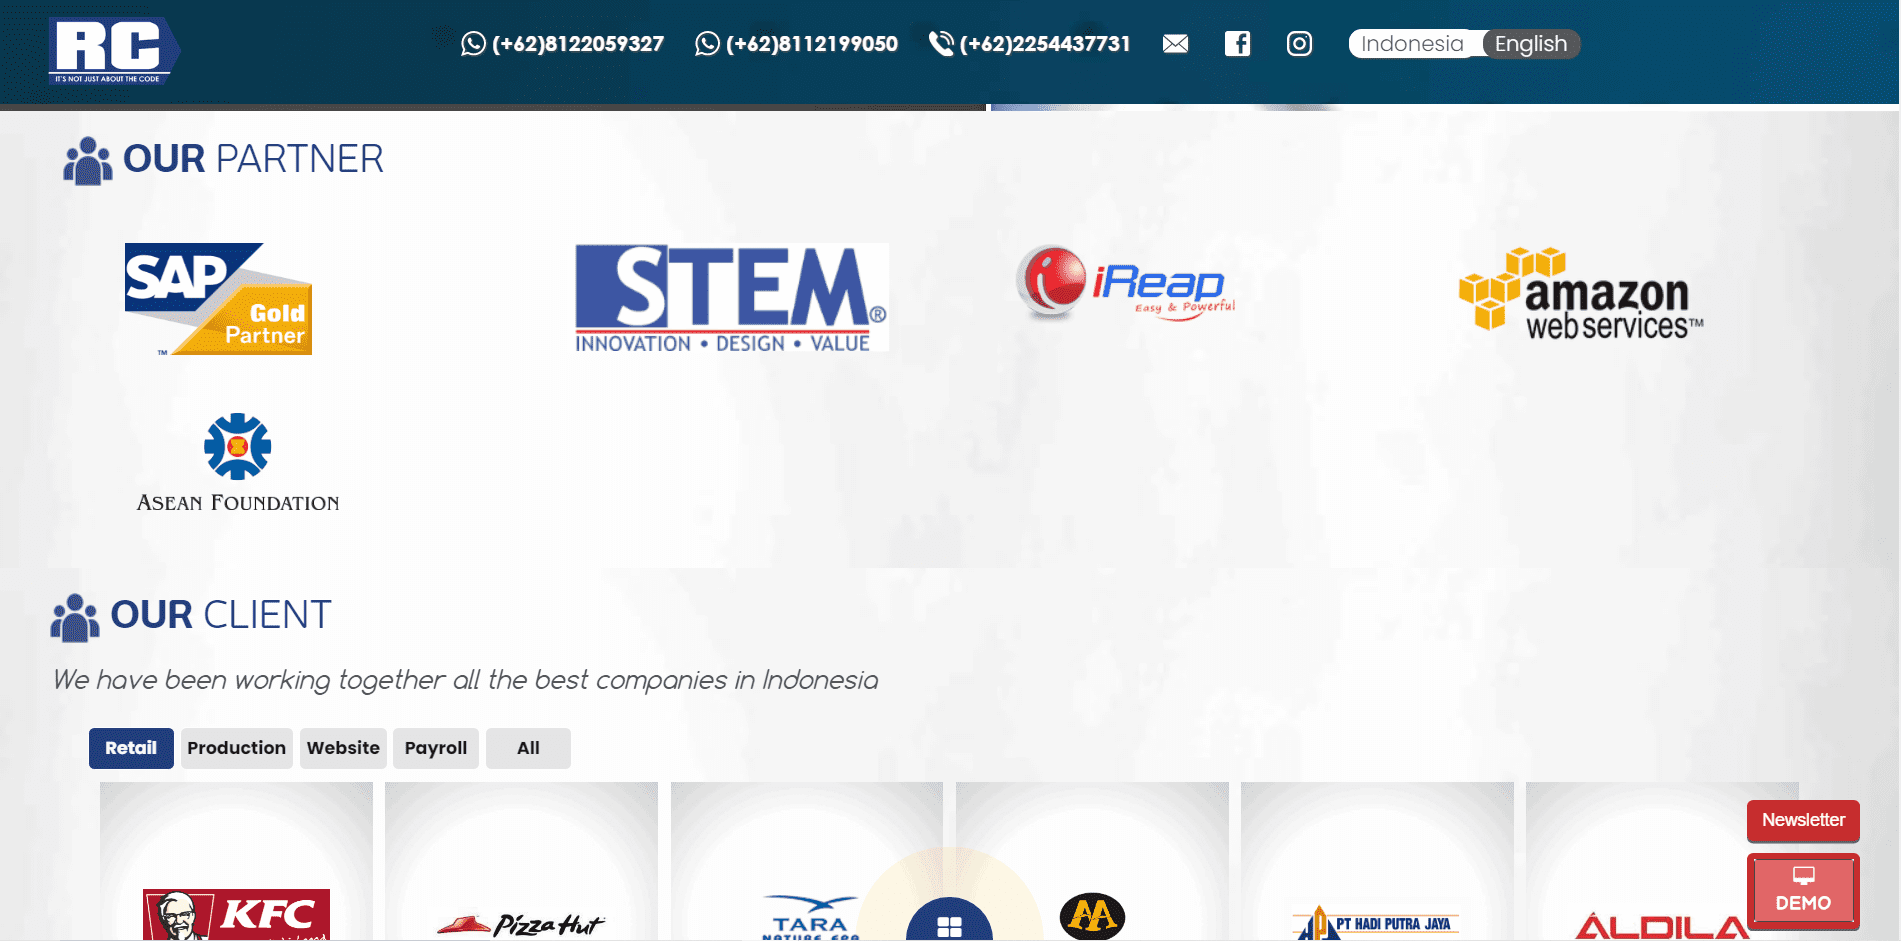 RC
IT'S NOT JUST ABOUT THE CODE
(+62)8122059327
(+62)8112199050
(+62)2254437731
Indonesia
English
OUR PARTNER
SAP
Gold
Partner
TM
STEM®
INNOVATION • DESIGN • VALUE
iReap
Easy & Powerful
amazon
web services™
ASEAN FOUNDATION
OUR CLIENT
We have been working together all the best companies in Indonesia
Retail
Production
Website
Payroll
All
KFC
Pizza Hut
TARA
AA
PT HADI PUTRA JAYA
ÁLDILA
Newsletter
DEMO